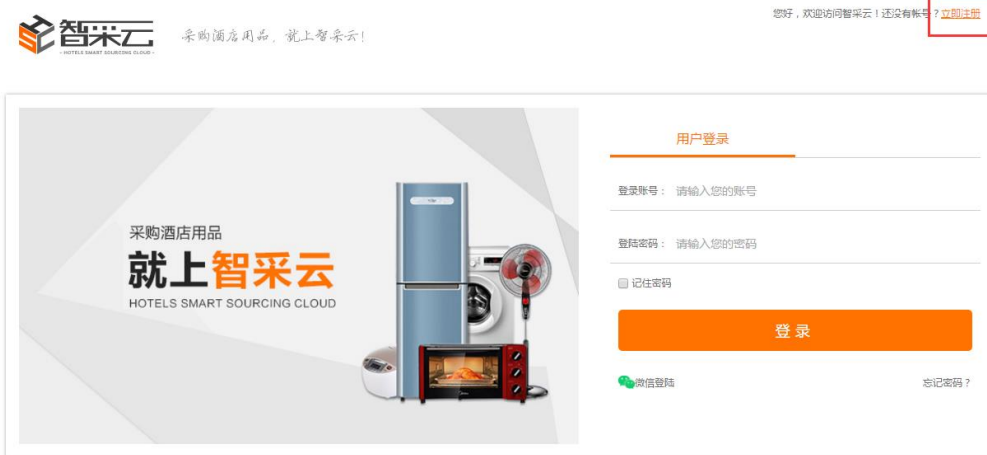 您好，欢迎访问智采云！还没有帐号？立即注册
智采云
- HOTELS SMART SOURCING CLOUD -
采购酒店用品，就上智采云！
采购酒店用品
就上智采云
HOTELS SMART SOURCING CLOUD
用户登录
登录账号： 请输入您的账号
登陆密码： 请输入您的密码
记住密码
登 录
微信登陆
忘记密码？